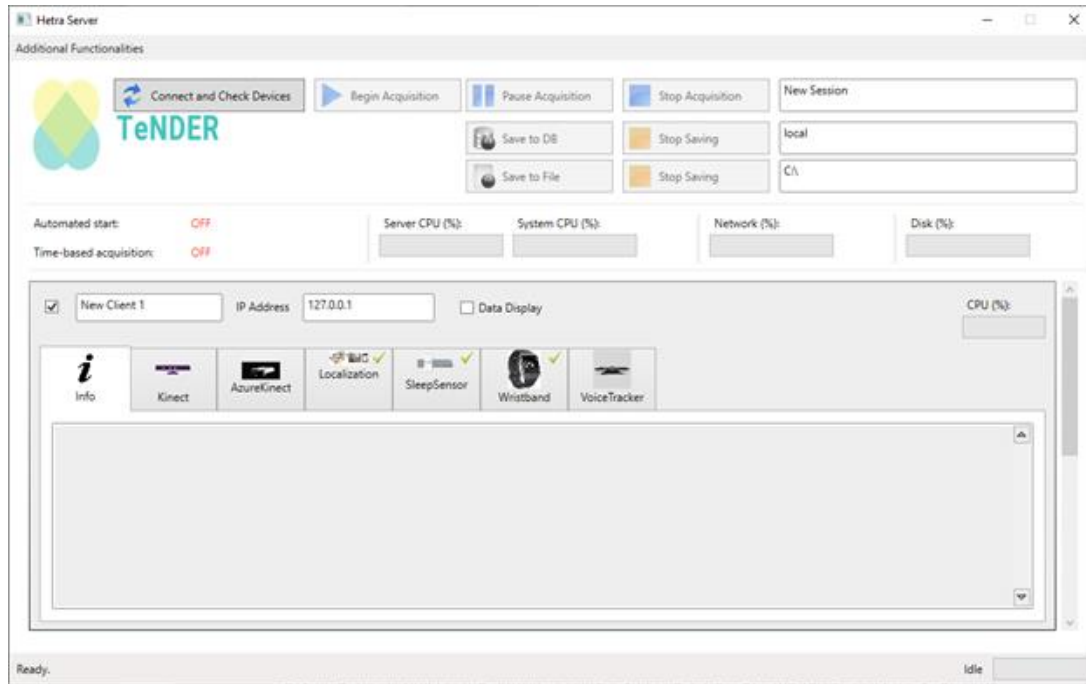 Hetra Server
Additional Functionalities
Connect and Check Devices
Begin Acquisition
Pause Acquisition
Stop Acquisition
New Session
TeNDER
Save to DB
Stop Saving
local
Save to File
Stop Saving
C:\
Automated start:
OFF
Server CPU (%):
System CPU (%):
Network (%):
Disk (%):
Time-based acquisition:
OFF
New Client 1
IP Address
127.0.0.1
Data Display
CPU (%):
Info
Kinect
AzureKinect
Localization
SleepSensor
Wristband
VoiceTracker
Ready.
Idle